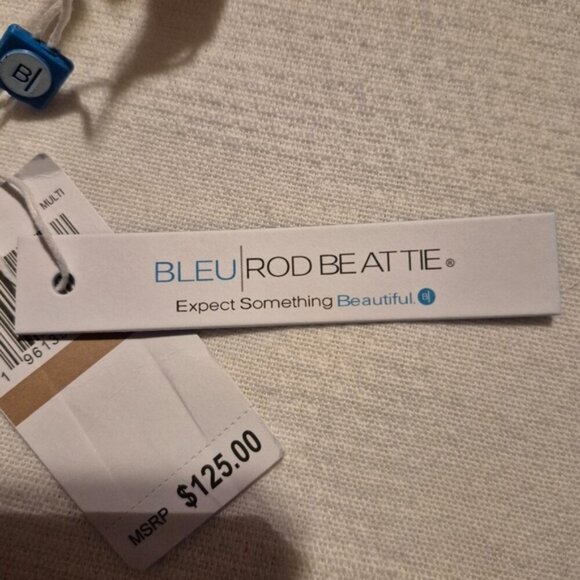 B|
MULTI
BLEU|ROD BEATTIE®
Expect Something Beautiful. B|
MSRP $125.00